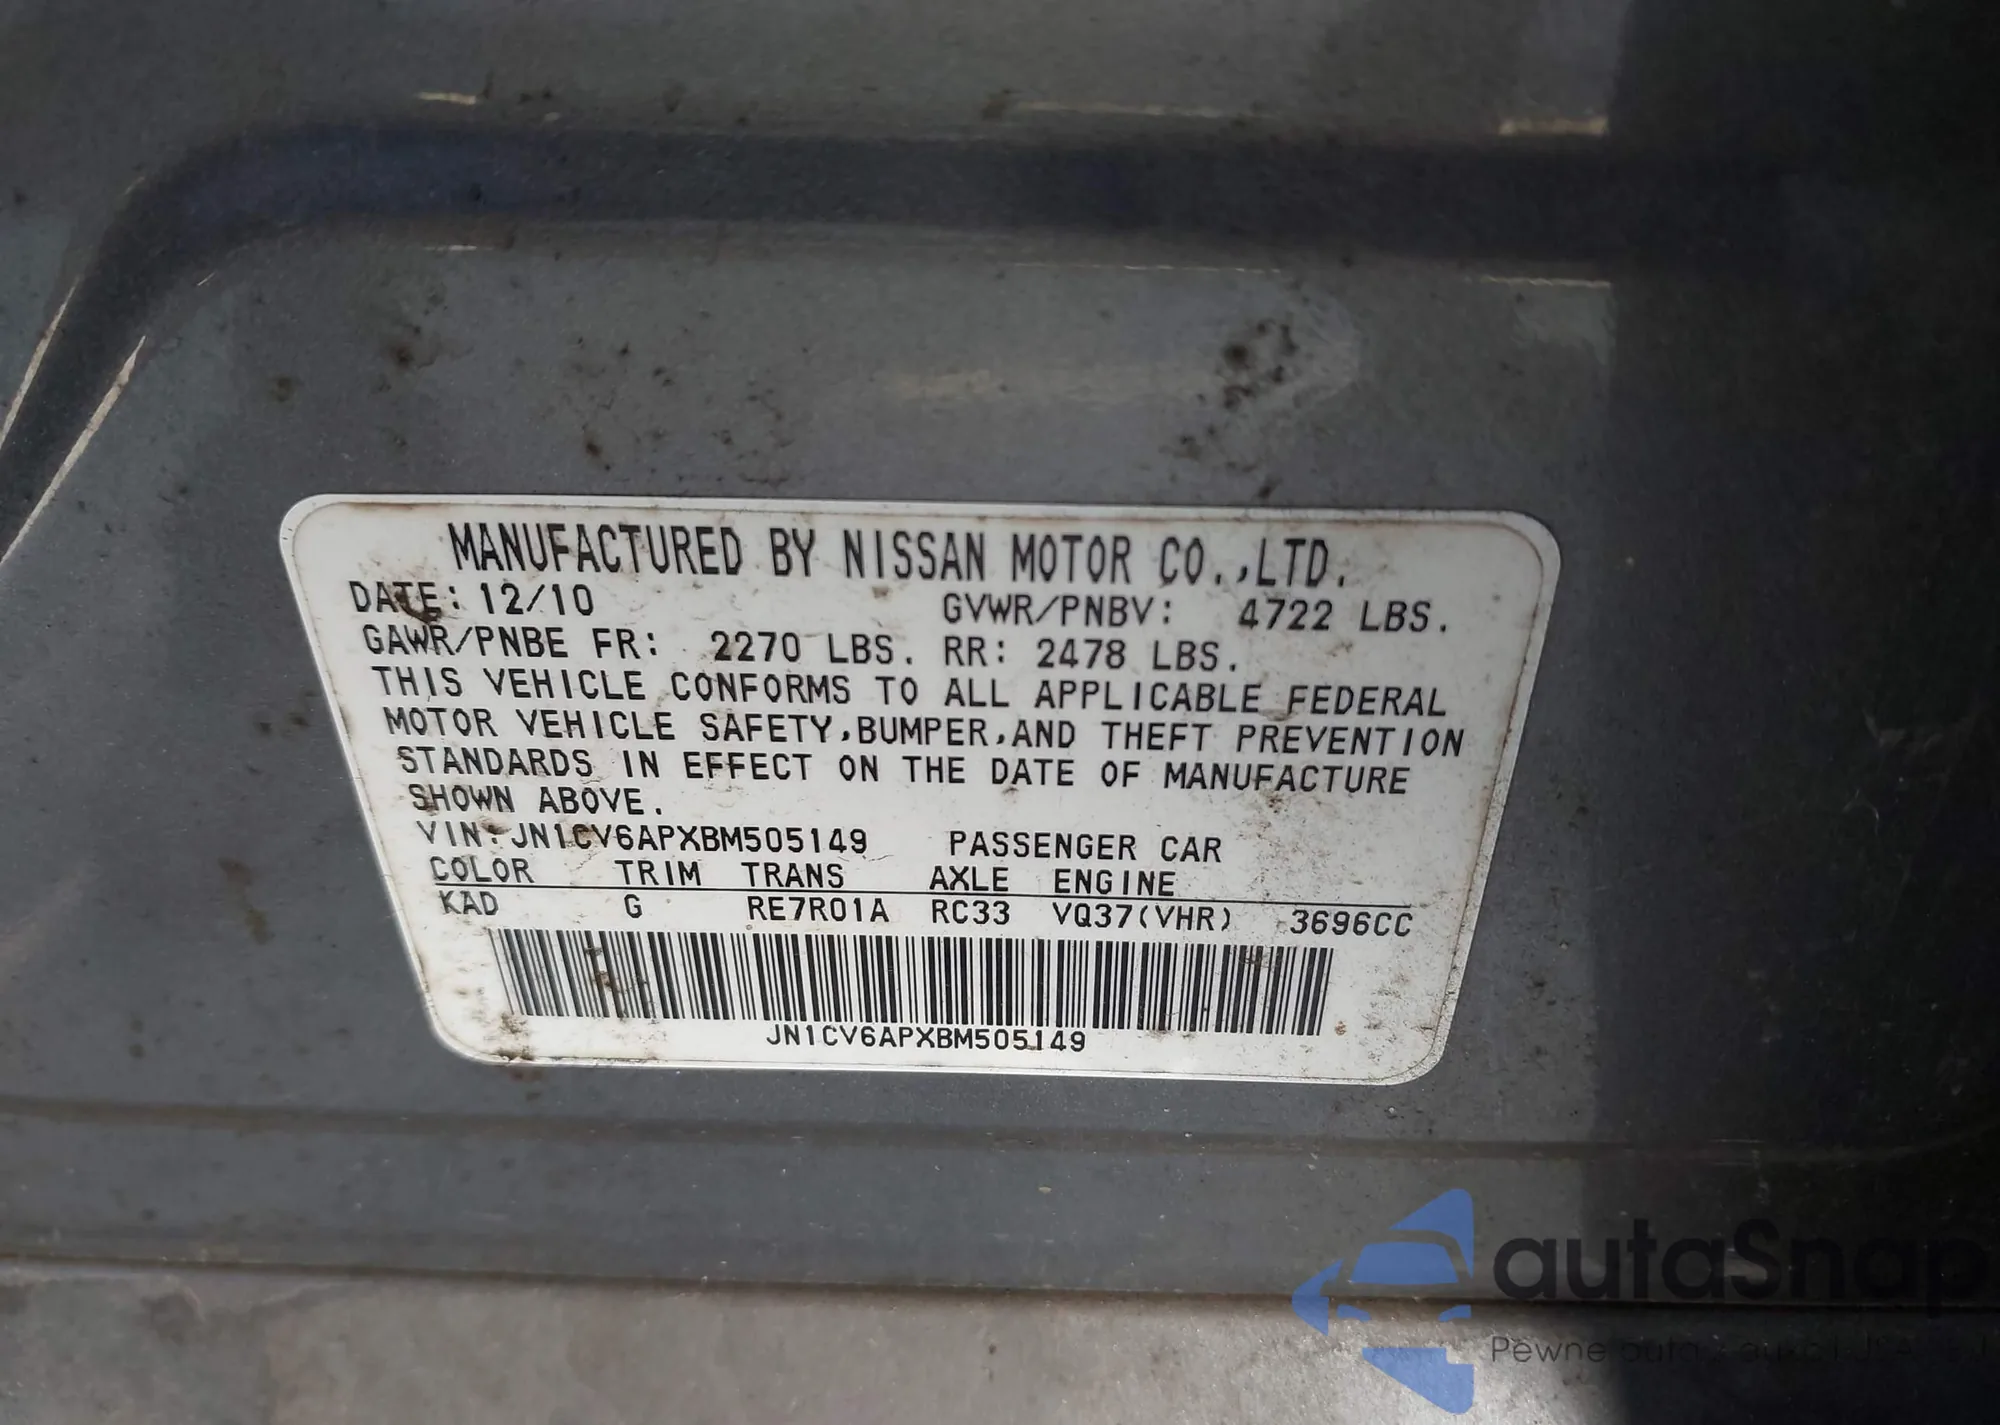 MANUFACTURED BY NISSAN MOTOR CO.,LTD.
DATE: 12/10 GVWR/PNBV: 4722 LBS.
GAWR/PNBE FR: 2270 LBS. RR: 2478 LBS.
THIS VEHICLE CONFORMS TO ALL APPLICABLE FEDERAL
MOTOR VEHICLE SAFETY,BUMPER,AND THEFT PREVENTION
STANDARDS IN EFFECT ON THE DATE OF MANUFACTURE
SHOWN ABOVE.
VIN:JN1CV6APXBM505149 PASSENGER CAR
COLOR TRIM TRANS AXLE ENGINE
KAD G RE7R01A RC33 VQ37(VHR) 3696CC
JN1CV6APXBM505149
autaSnap
Pewne auta z